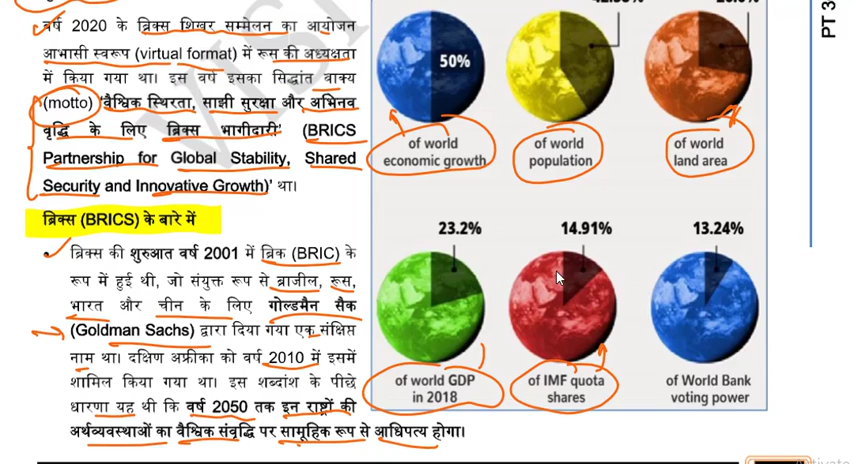 वर्ष 2020 के ब्रिक्स शिखर सम्मेलन का आयोजन
आभासी स्वरूप (virtual format) में रूस की अध्यक्षता
में किया गया था। इस वर्ष इसका सिद्धांत वाक्य
(motto) 'वैश्विक स्थिरता, साझी सुरक्षा और अभिनव
वृद्धि के लिए ब्रिक्स भागीदारी' (BRICS
Partnership for Global Stability, Shared
Security and Innovative Growth)' था।
ब्रिक्स (BRICS) के बारे में
• ब्रिक्स की शुरुआत वर्ष 2001 में ब्रिक (BRIC) के
रूप में हुई थी, जो संयुक्त रूप से ब्राजील, रूस,
भारत और चीन के लिए गोल्डमैन सैक
(Goldman Sachs) द्वारा दिया गया एक संक्षिप्त
नाम था। दक्षिण अफ्रीका को वर्ष 2010 में इसमें
शामिल किया गया था। इस शब्दांश के पीछे
धारणा यह थी कि वर्ष 2050 तक इन राष्ट्रों की
अर्थव्यवस्थाओं का वैश्विक संवृद्धि पर सामूहिक रूप से आधिपत्य होगा।
50%
of world
economic growth
of world
population
of world
land area
23.2%
of world GDP
in 2018
14.91%
of IMF quota
shares
13.24%
of World Bank
voting power
PT 3